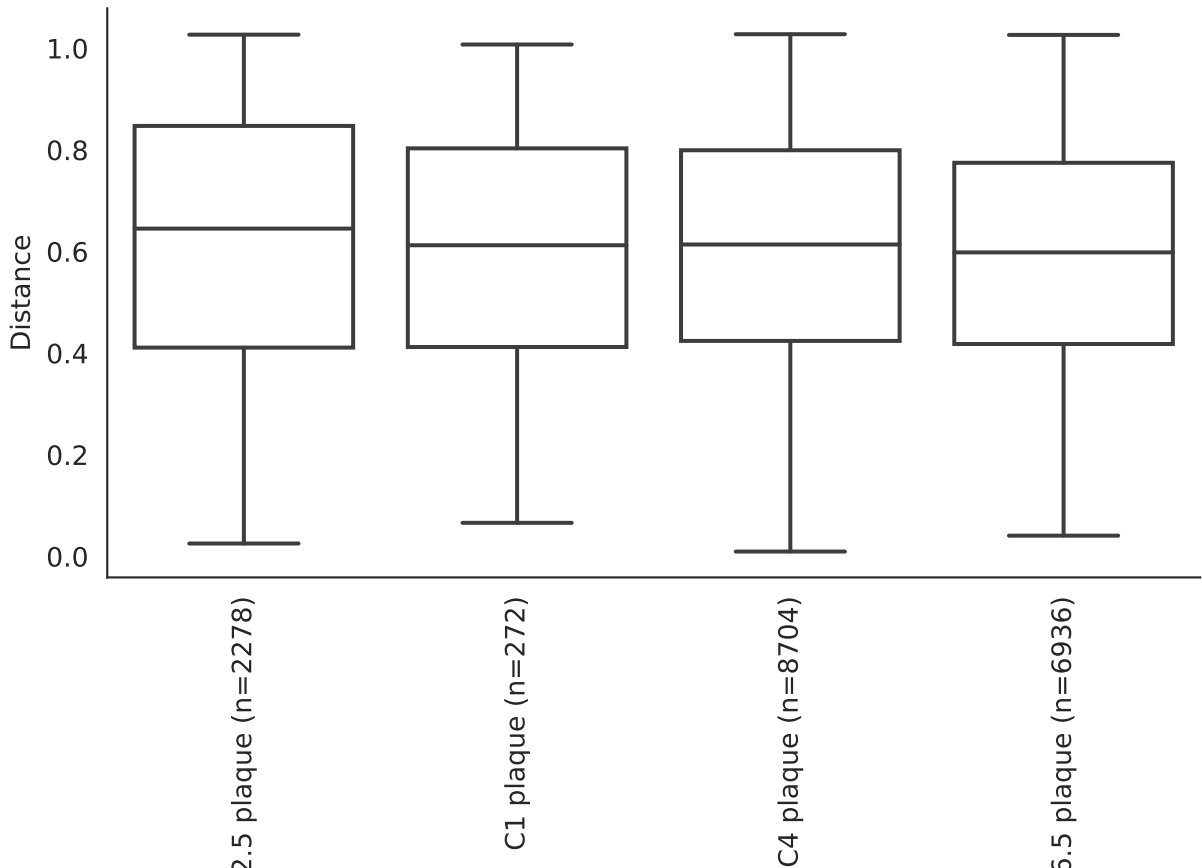 1.0
0.8
0.6
0.4
0.2
0.0
Distance
2.5 plaque (n=2278)
C1 plaque (n=272)
C4 plaque (n=8704)
6.5 plaque (n=6936)